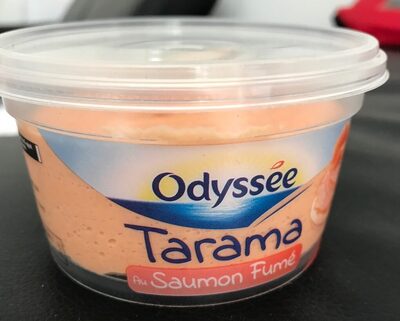 Odyssée
Tarama
Au Saumon Fumé